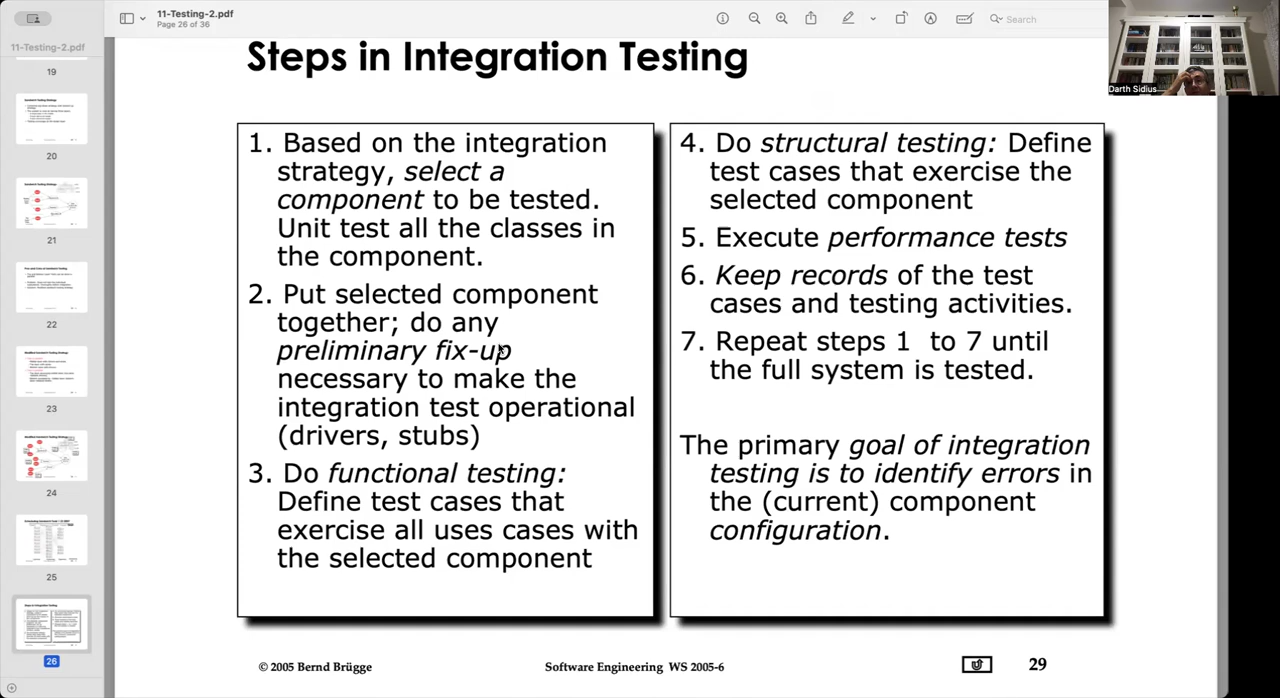 11-Testing-2.pdf
Page 26 of 36
Search
11-Testing-2.pdf
19
20
21
22
23
24
25
26
Darth Sidius
Steps in Integration Testing
1. Based on the integration
strategy, select a
component to be tested.
Unit test all the classes in
the component.
2. Put selected component
together; do any
preliminary fix-up
necessary to make the
integration test operational
(drivers, stubs)
3. Do functional testing:
Define test cases that
exercise all uses cases with
the selected component
4. Do structural testing: Define
test cases that exercise the
selected component
5. Execute performance tests
6. Keep records of the test
cases and testing activities.
7. Repeat steps 1 to 7 until
the full system is tested.
The primary goal of integration
testing is to identify errors in
the (current) component
configuration.
© 2005 Bernd Brügge
Software Engineering WS 2005-6
29